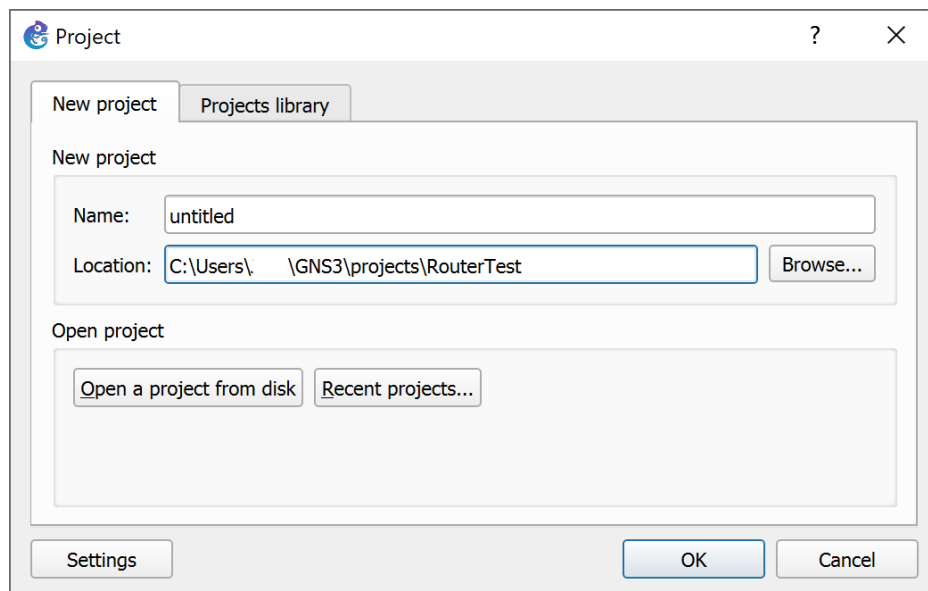 Project
?
New project
Projects library
New project
Name:
untitled
Location:
C:\Users\ \GNS3\projects\RouterTest
Browse...
Open project
Open a project from disk
Recent projects...
Settings
OK
Cancel